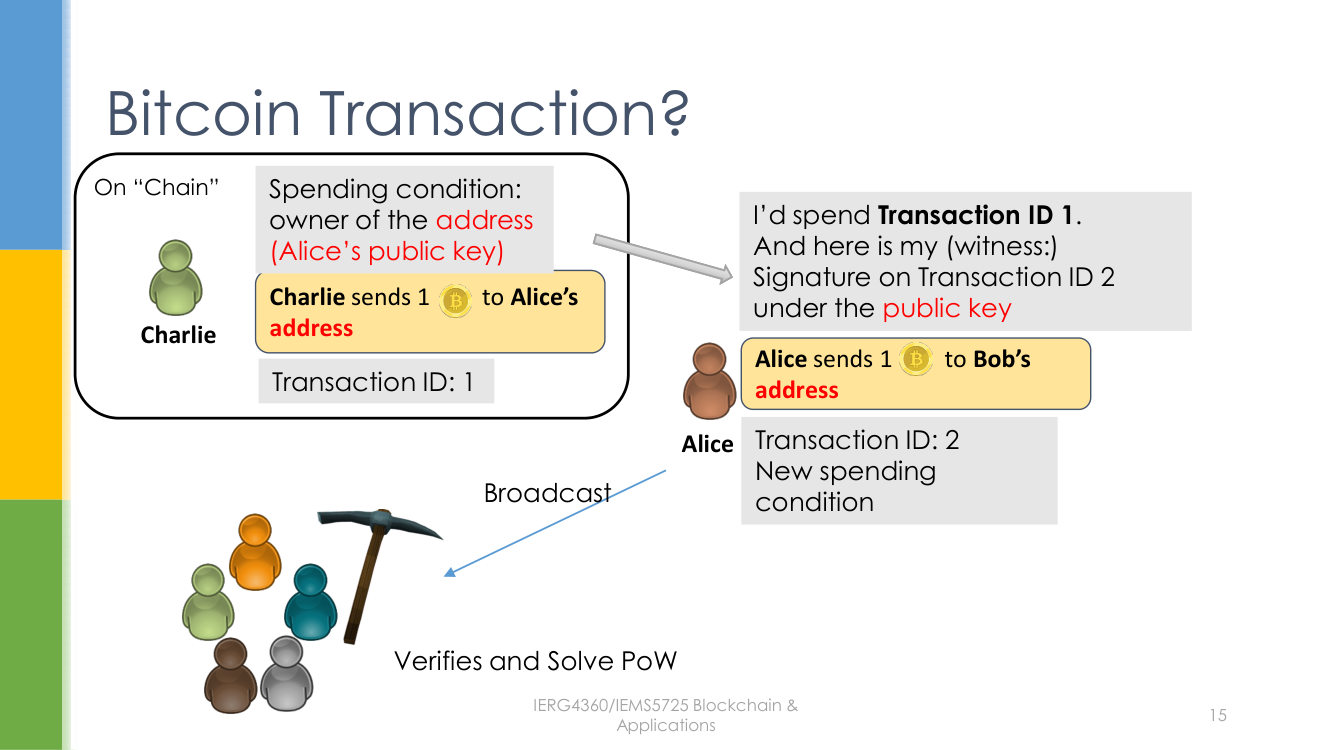 Bitcoin Transaction?
On “Chain”
Spending condition:
owner of the address
(Alice’s public key)
Charlie sends 1 to Alice’s
address
Charlie
Transaction ID: 1
I’d spend Transaction ID 1.
And here is my (witness:)
Signature on Transaction ID 2
under the public key
Alice sends 1 to Bob’s
address
Alice
Transaction ID: 2
New spending
condition
Broadcast
Verifies and Solve PoW
IERG4360/IEMS5725 Blockchain &
Applications
15